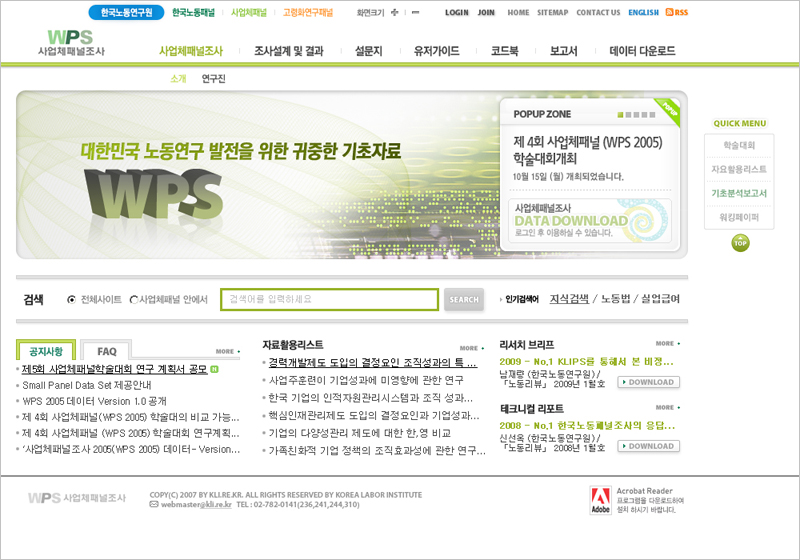 한국노동연구원 한국노동패널 사업체패널 고령화연구패널 화면크기 LOGIN JOIN HOME SITEMAP CONTACT US ENGLISH RSS
WPS
사업체패널조사
사업체패널조사 조사설계 및 결과 설문지 유저가이드 코드북 보고서 데이터 다운로드
소개 연구진
대한민국 노동연구 발전을 위한 귀중한 기초자료
WPS
POPUP ZONE
POPUP
제 4회 사업체패널 (WPS 2005)
학술대회개최
10월 15일 (월) 개최되었습니다.
사업체패널조사
DATA DOWNLOAD
로그인 후 이용하실 수 있습니다.
QUICK MENU
학술대회
자요활용리스트
기초분석보고서
워킹페이퍼
TOP
검색 전체사이트 사업체패널 안에서 검색어를 입력하세요 SEARCH 인기검색어 지식검색 / 노동법 / 실업급여
공지사항 FAQ MORE
제5회 사업체패널학술대회 연구 계획서 공모 N
Small Panel Data Set 제공안내
WPS 2005 데이터 Version 1.0 공개
제 4회 사업체패널(WPS 2005) 학술대의 비교 가능...
제 4회 사업체패널 (WPS 2005) 학술대회 연구계획...
'사업체패널조사 2005(WPS 2005) 데이터- Version...
자료활용리스트 MORE
경력개발제도 도입의 결정요인 조직성과의 특 ...
사업주훈련이 기업성과에 미영향에 관한 연구
한국 기업의 인적자원관리시스템과 조직 성과...
핵심인재관리제도 도입의 결정요인과 기업성과...
기업의 다양성관리 제도에 대한 한,영 비교
가족친화적 기업 정책의 조직효과성에 관한 연구...
리서치 브리프 MORE
2009 - No,1 KLIPS를 통해서 본 비정...
남재량 (한국노동연구원)/
「노동리뷰」 2009년 1월호 DOWNLOAD
테크니컬 리포트 MORE
2008 - No,1 한국노동패널조사의 응답...
신선옥 (한국노동연구원)/
「노동리뷰」 2008년 1월호 DOWNLOAD
WPS 사업체패널조사
COPY(C) 2007 BY KLI.RE.KR. ALL RIGHTS RESERVED BY KOREA LABOR INSTITUTE
webmaster@kli.re.kr TEL : 02-782-0141(236,241,244,310)
Adobe
Acrobat Reader
프로그램을 다운로드하여
설치 하시기 바랍니다.